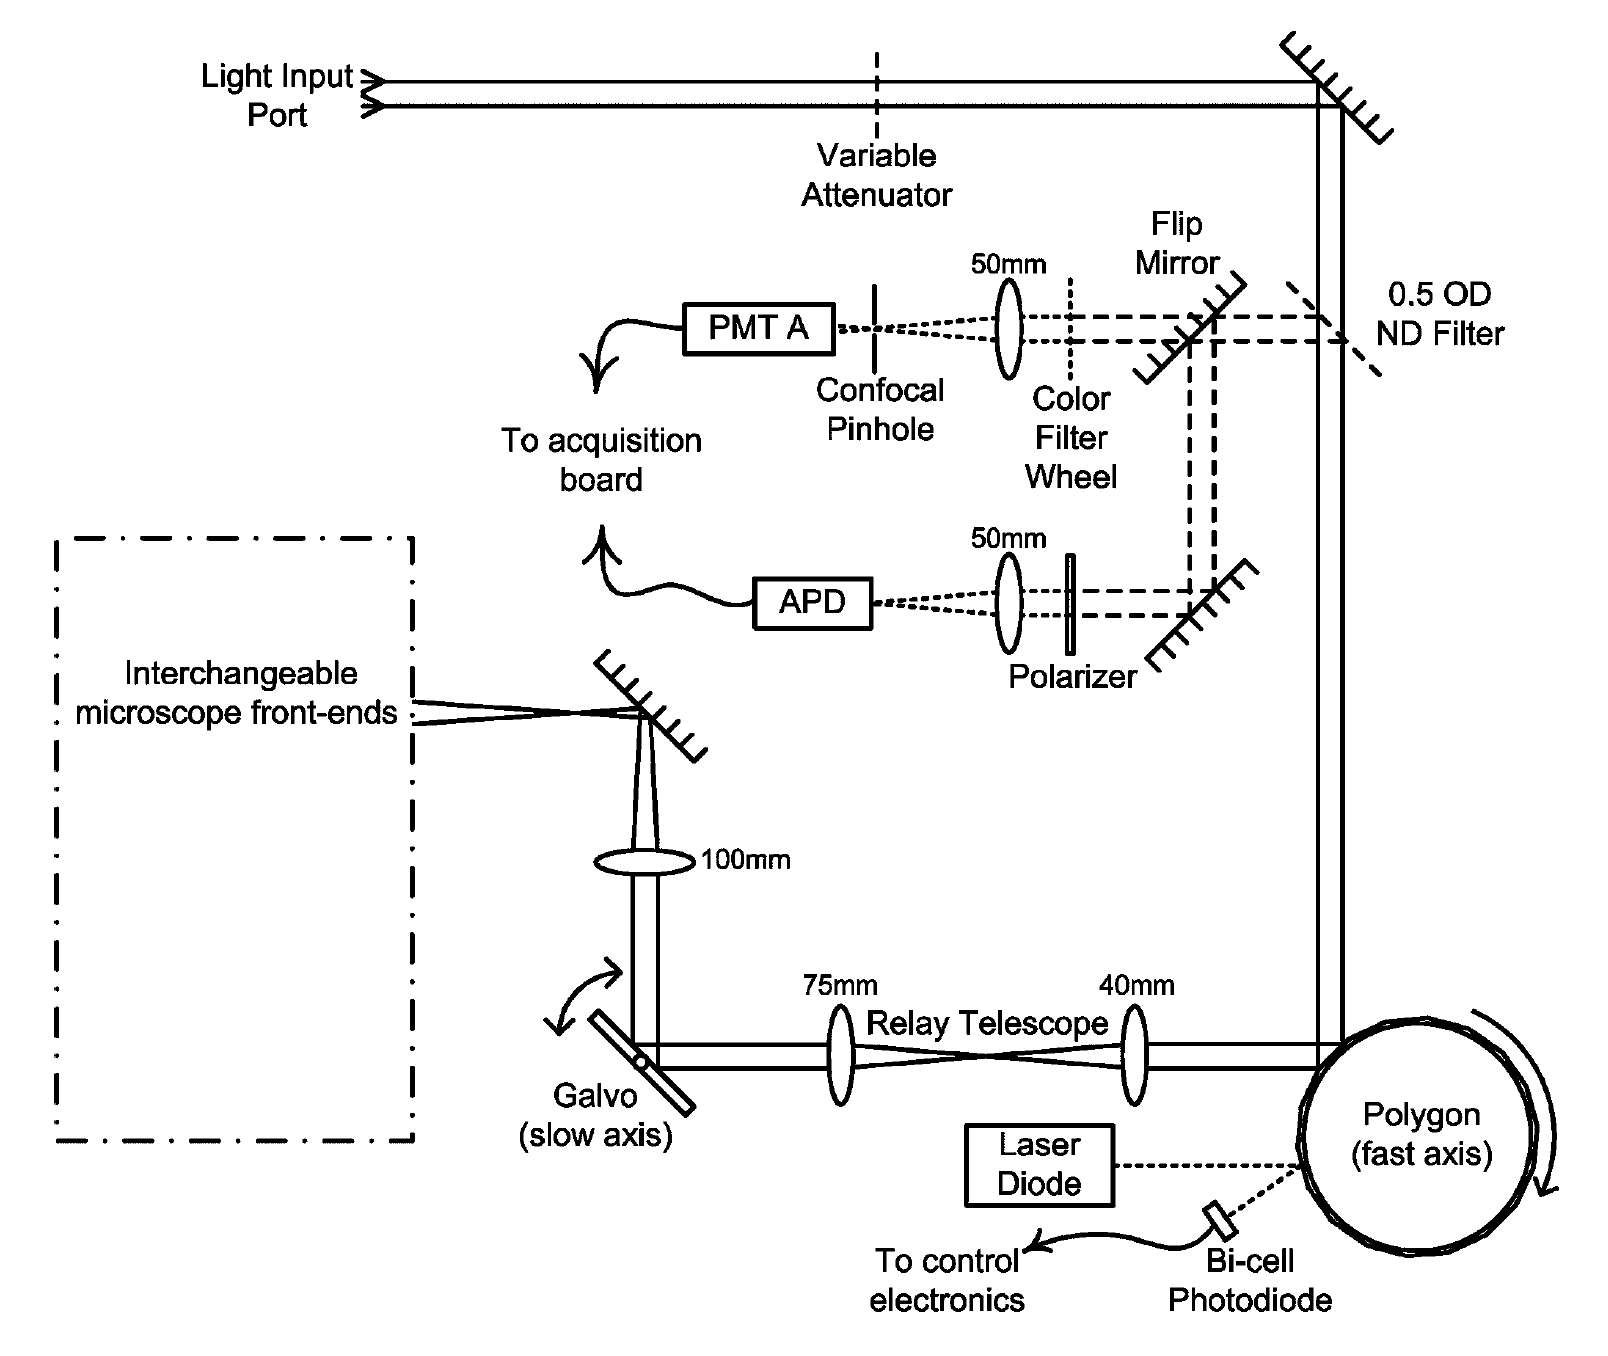 Light Input
Port
Variable
Attenuator
Flip
Mirror
50mm
0.5 OD
ND Filter
PMT A
Confocal
Pinhole
Color
Filter
Wheel
To acquisition
board
50mm
APD
Polarizer
Interchangeable
microscope front-ends
100mm
75mm
40mm
Relay Telescope
Galvo
(slow axis)
Polygon
(fast axis)
Laser
Diode
To control
electronics
Bi-cell
Photodiode